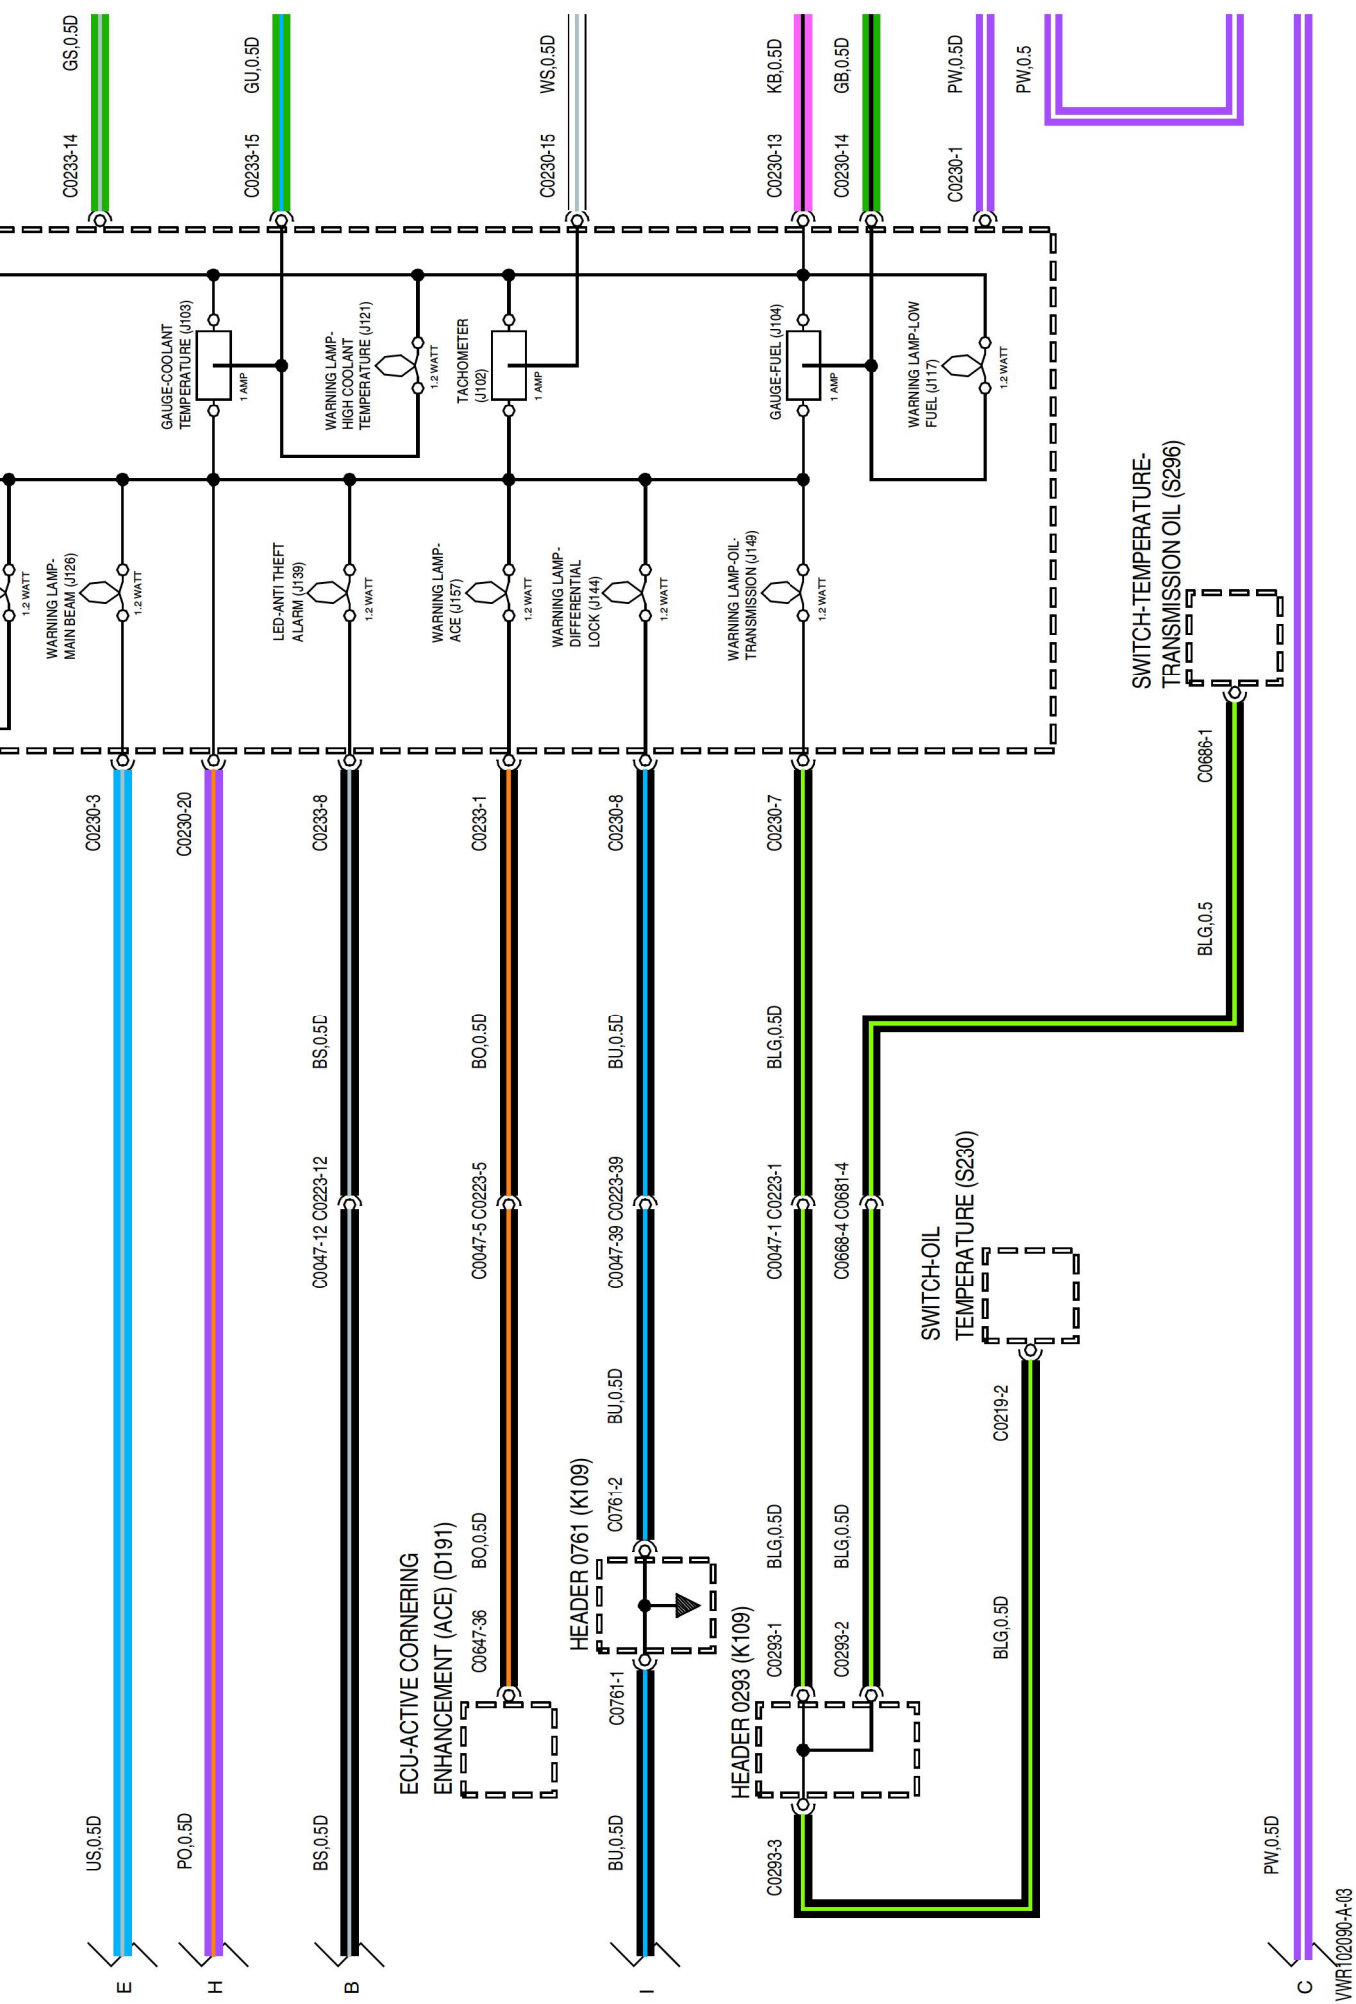 GS,0.5D
C0233-14
GU,0.5D
C0233-15
WS,0.5D
C0230-15
KB,0.5D
C0230-13
GB,0.5D
C0230-14
PW,0.5D
C0230-1
PW,0.5
GAUGE-COOLANT
TEMPERATURE (J103)
1 AMP
WARNING LAMP-
HIGH COOLANT
TEMPERATURE (J121)
1.2 WATT
TACHOMETER
(J102)
1 AMP
GAUGE-FUEL (J104)
1 AMP
WARNING LAMP-LOW
FUEL (J117)
1.2 WATT
1.2 WATT
WARNING LAMP-
MAIN BEAM (J126)
1.2 WATT
LED-ANTI THEFT
ALARM (J139)
1.2 WATT
WARNING LAMP-
ACE (J157)
1.2 WATT
WARNING LAMP-
DIFFERENTIAL
LOCK (J144)
1.2 WATT
WARNING LAMP-OIL-
TRANSMISSION (J149)
1.2 WATT
SWITCH-TEMPERATURE-
TRANSMISSION OIL (S296)
C0686-1
BLG,0.5
C0230-3
C0230-20
C0233-8
C0233-1
C0230-8
C0230-7
BS,0.5D
BO,0.5D
BU,0.5D
BLG,0.5D
C0047-12 C0223-12
C0047-5 C0223-5
C0047-39 C0223-39
C0047-1 C0223-1
C0668-4 C0681-4
SWITCH-OIL
TEMPERATURE (S230)
C0219-2
BLG,0.5D
ECU-ACTIVE CORNERING
ENHANCEMENT (ACE) (D191)
C0647-36
BO,0.5D
HEADER 0761 (K109)
C0761-2
BU,0.5D
C0761-1
BU,0.5D
HEADER 0293 (K109)
C0293-1
BLG,0.5D
C0293-2
BLG,0.5D
C0293-3
US,0.5D
PO,0.5D
BS,0.5D
PW,0.5D
E
H
B
I
C
VWR102090-A-03